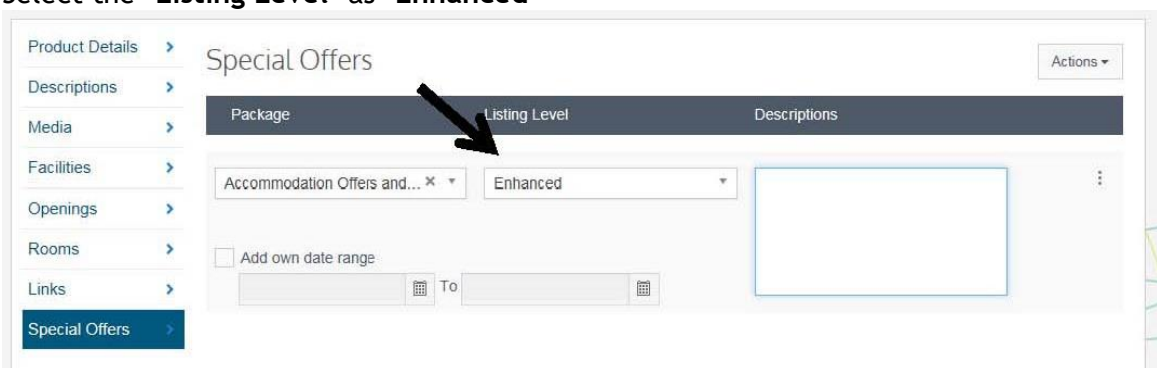 select the "Listing Level" as "Enhanced"
Product Details
Descriptions
Media
Facilities
Openings
Rooms
Links
Special Offers
Special Offers
Actions
Package Listing Level Descriptions
Accommodation Offers and... × Enhanced
Add own date range
To